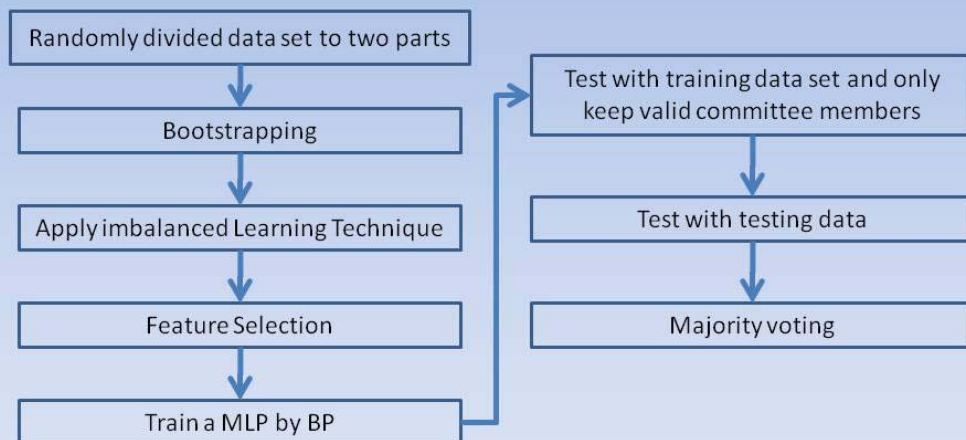 Randomly divided data set to two parts
Bootstrapping
Apply imbalanced Learning Technique
Feature Selection
Train a MLP by BP
Test with training data set and only
keep valid committee members
Test with testing data
Majority voting